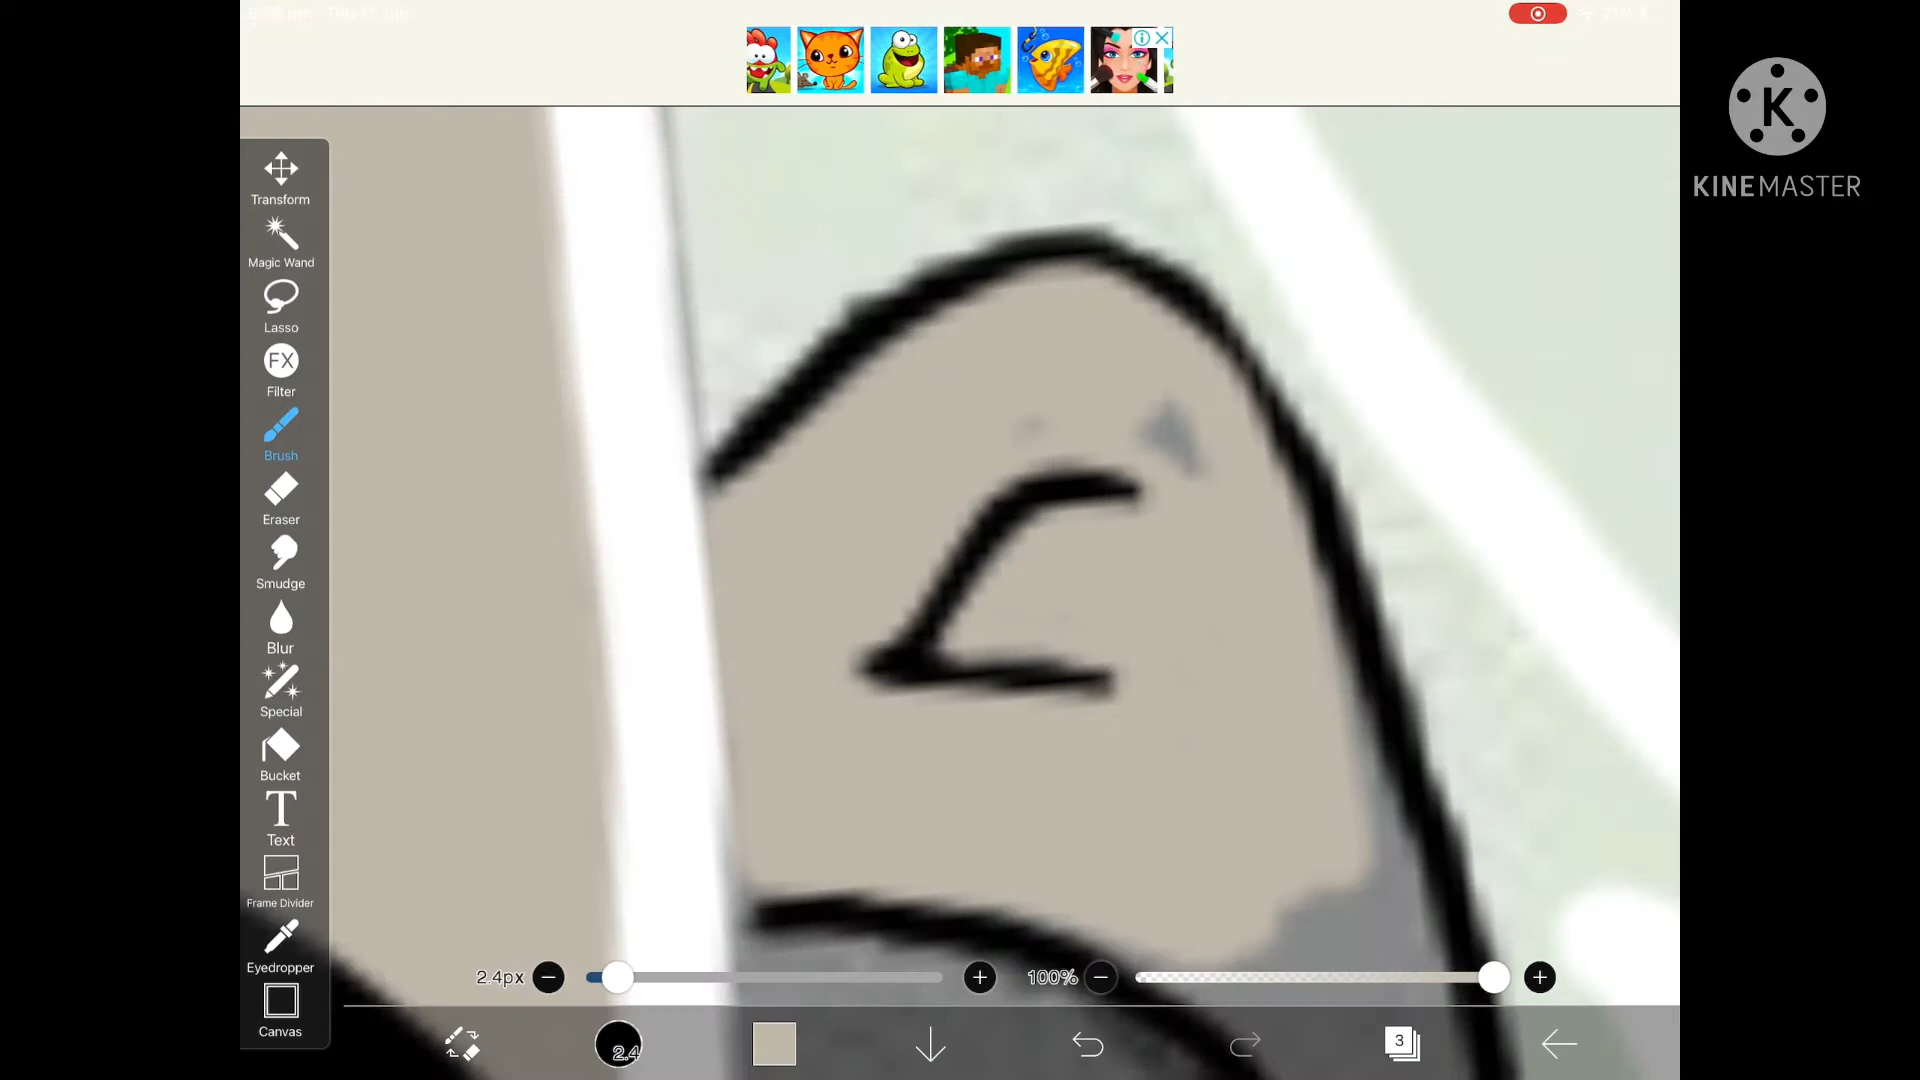 K
KINEMASTER
Transform
Magic Wand
Lasso
FX
Filter
Brush
Eraser
Smudge
Blur
Special
Bucket
T
Text
Frame Divider
Eyedropper
Canvas
2.4px
100%
2.4
3